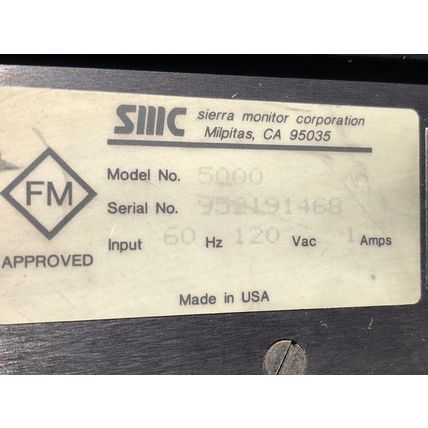 SMC sierra monitor corporation
Milpitas, CA 95035
FM
APPROVED
Model No. 5000
Serial No. 952191468
Input 60 Hz 120 Vac 1 Amps
Made in USA